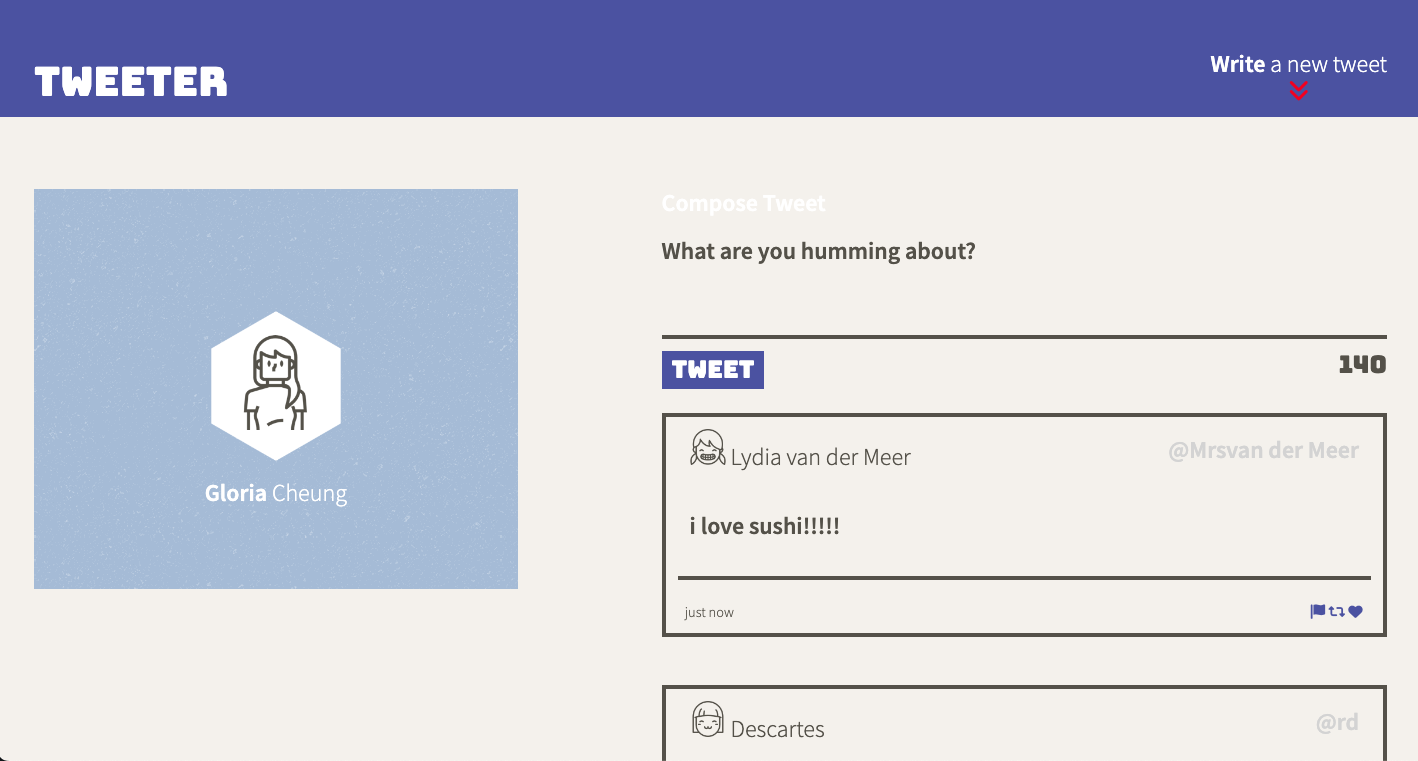 TWEETER
Write a new tweet
Gloria Cheung
Compose Tweet
What are you humming about?
TWEET
140
Lydia van der Meer
@Mrsvan der Meer
i love sushi!!!!!
just now
Descartes
@rd